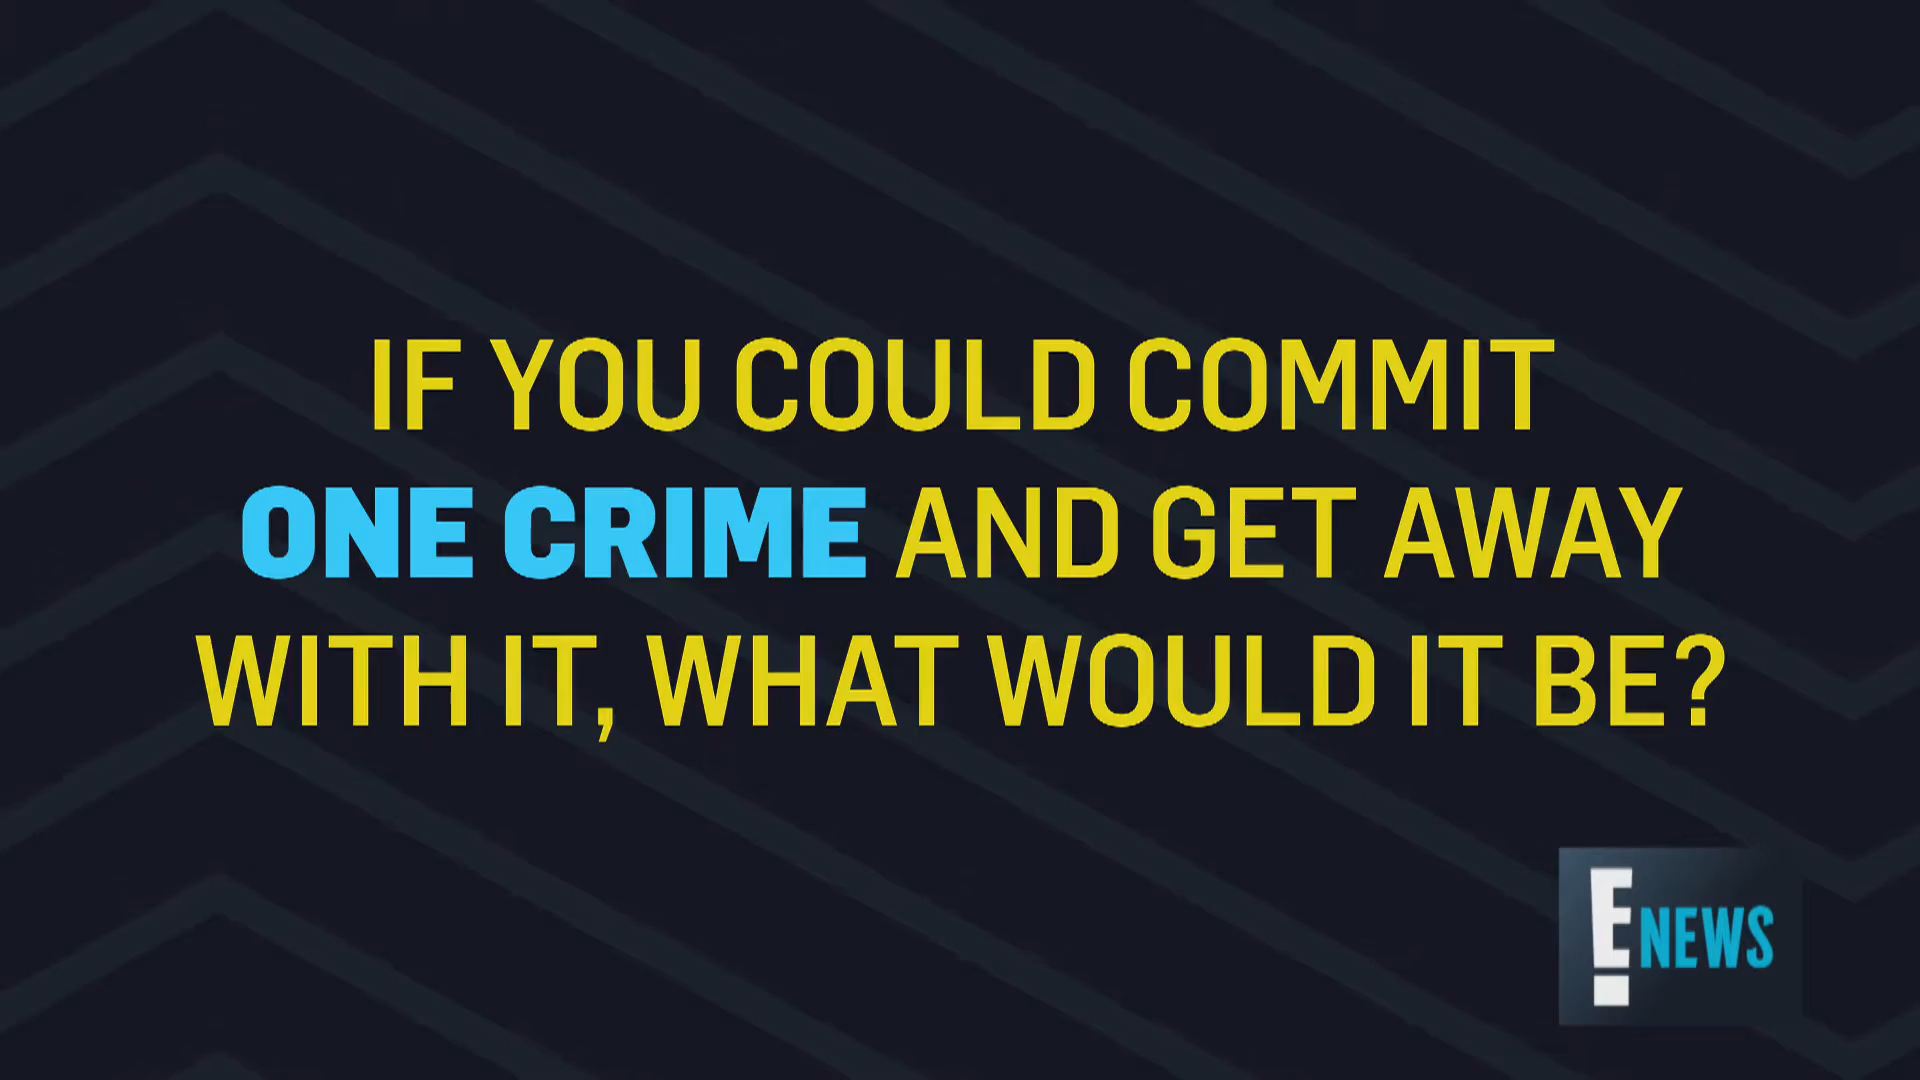 IF YOU COULD COMMIT
ONE CRIME AND GET AWAY
WITH IT, WHAT WOULD IT BE?
E! NEWS